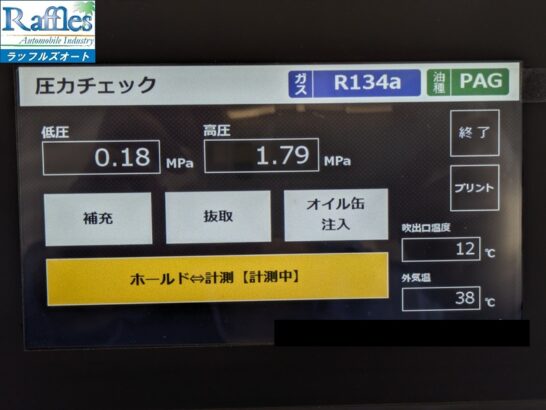 Raffles
Automobile Industry
ラッフルズオート
圧力チェック
ガス R134a
油種 PAG
低圧
0.18 MPa
高圧
1.79 MPa
終了
プリント
補充
抜取
オイル缶
注入
吹出口温度
12 ℃
ホールド⇔計測【計測中】
外気温
38 ℃